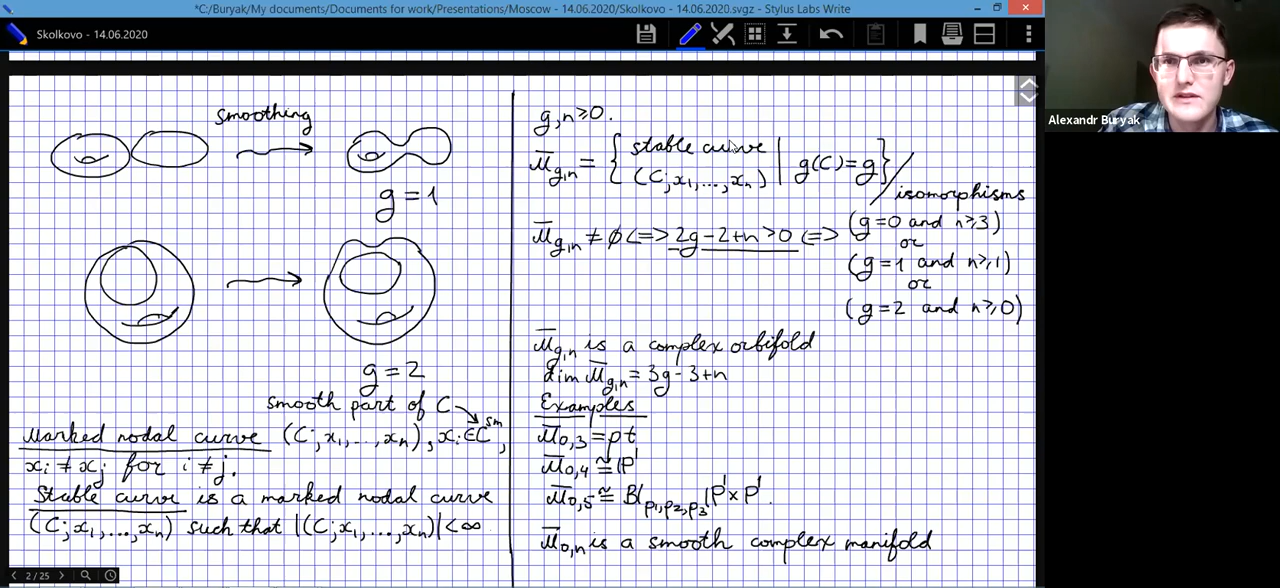 *C:/Buryak/My documents/Documents for work/Presentations/Moscow - 14.06.2020/Skolkovo - 14.06.2020.svgz - Stylus Labs Write
Skolkovo - 14.06.2020
smoothing
g = 1
g = 2
smooth part of C
Marked nodal curve (C; x₁, ..., xₙ), xᵢ ∈ Cˢᵐ,
xᵢ ≠ xⱼ for i ≠ j.
Stable curve is a marked nodal curve
(C; x₁, ..., xₙ) such that |(C; x₁, ..., xₙ)| < ∞
2 / 25
g, n ≥ 0.
M̅_{g,n} = { stable curve (C; x₁, ..., xₙ) | g(C) = g } / isomorphisms
M̅_{g,n} ≠ ∅ <=> 2g - 2 + n > 0 <=> (g = 0 and n ≥ 3)
or
(g = 1 and n ≥ 1)
or
(g = 2 and n ≥ 0)
M̅_{g,n} is a complex orbifold
dim M̅_{g,n} = 3g - 3 + n
Examples
M̅_{0,3} = pt
M̅_{0,4} ≅ ℙ¹
M̅_{0,5} ≅ Bl_{p₁,p₂,p₃} ℙ¹ × ℙ¹.
M̅_{0,n} is a smooth complex manifold
Alexandr Buryak